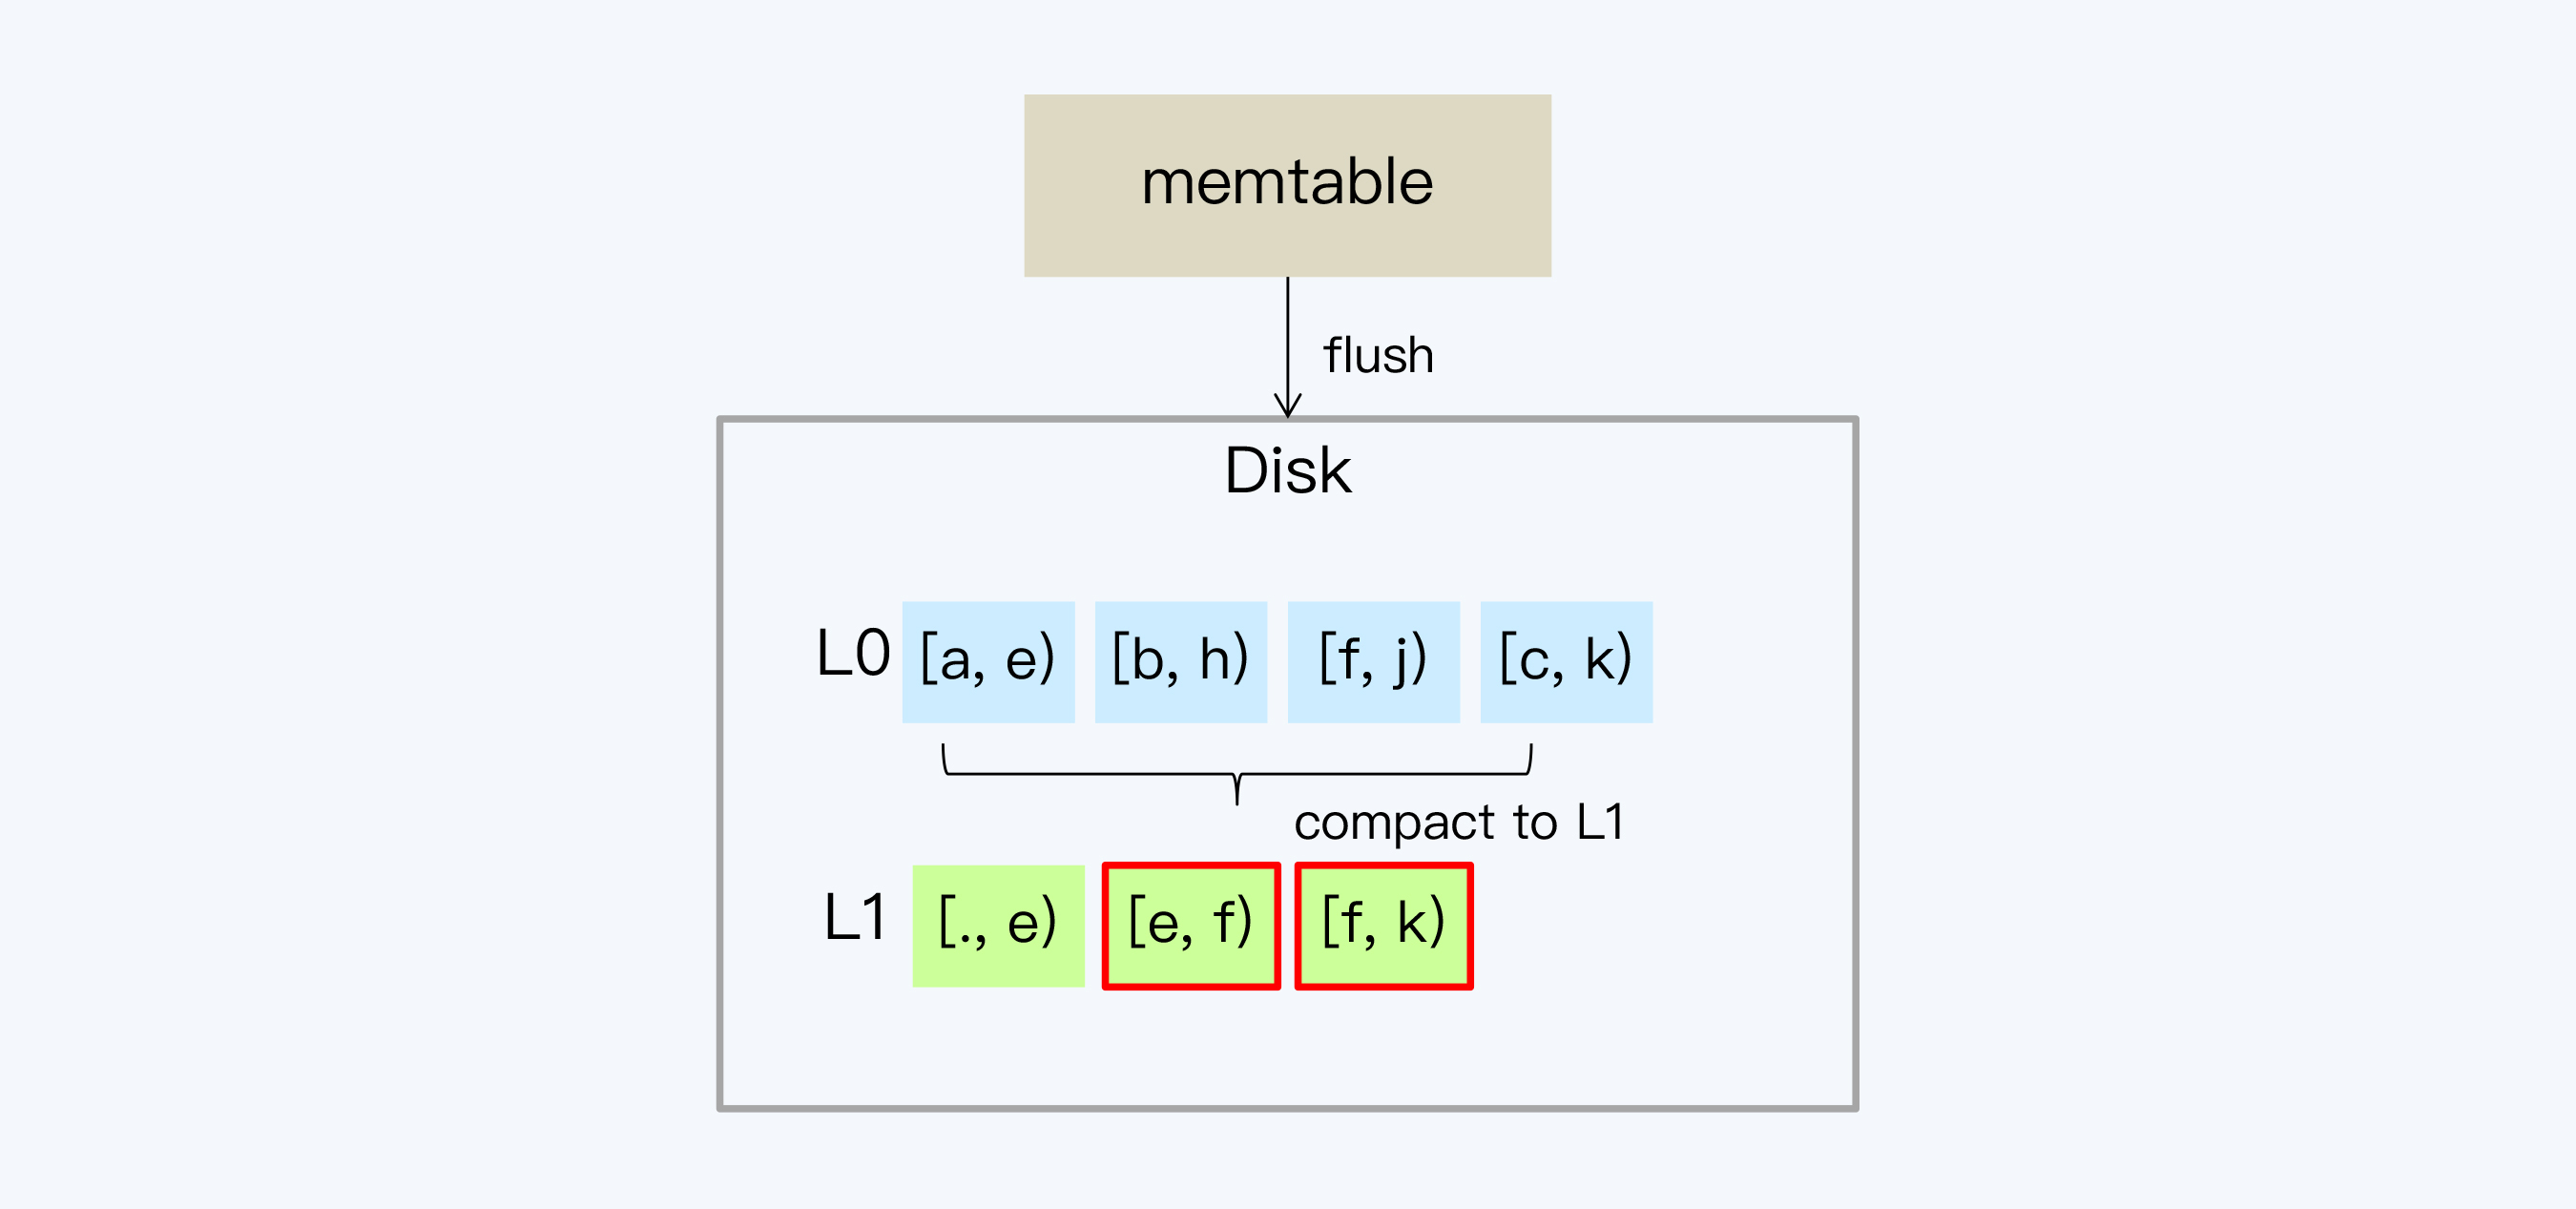 memtable
flush
Disk
L0 [a, e) [b, h) [f, j) [c, k)
compact to L1
L1 [., e) [e, f) [f, k)